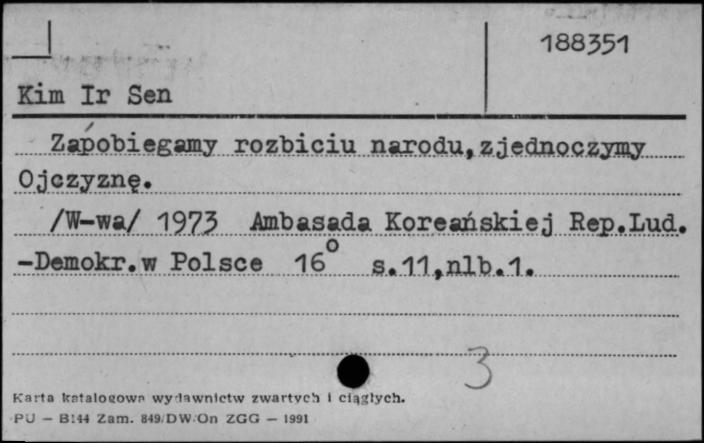 188351
Kim Ir Sen
Zapobiegamy rozbiciu narodu, zjednoczymy
Ojczyznę.
/W-wa/ 1973 Ambasada Koreańskiej Rep.Lud.
-Demokr.w Polsce 16° s.11,nlb.1.
3
Karta katalogowa wydawnictw zwartych i ciągłych.
PU — B144 Zam. 849/DW/On ZGG — 1991